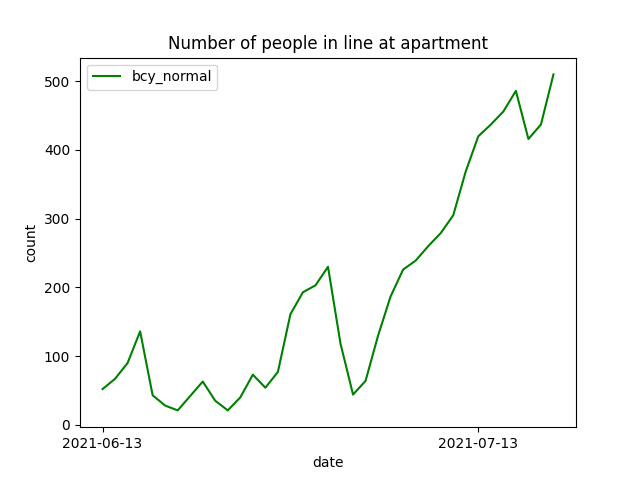 Number of people in line at apartment
bcy_normal
500
400
300
200
100
0
count
2021-06-13
2021-07-13
date